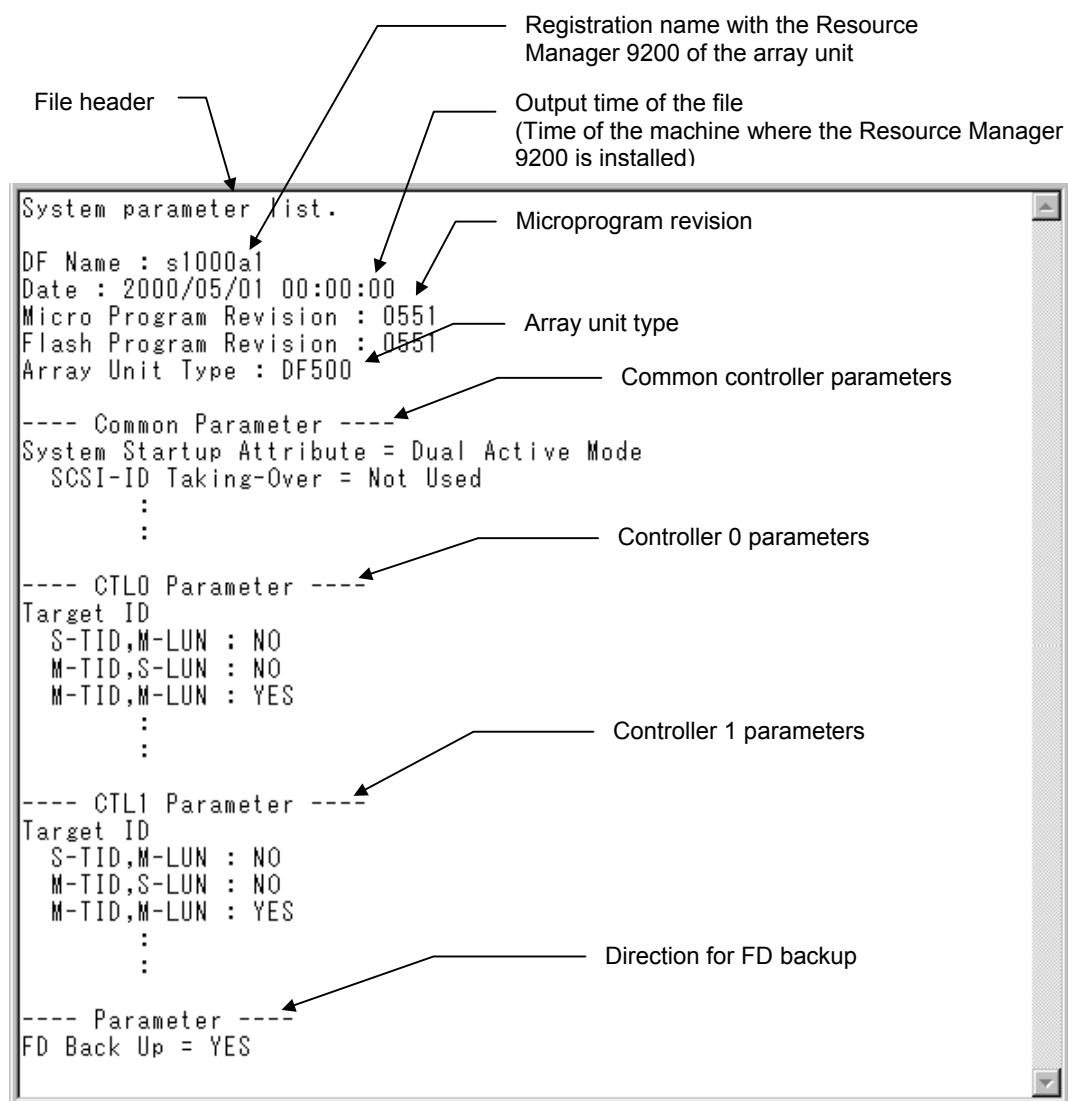 Registration name with the Resource
Manager 9200 of the array unit
File header
Output time of the file
(Time of the machine where the Resource Manager
9200 is installed)
System parameter list.
Microprogram revision
DF Name : s1000a1
Date : 2000/05/01 00:00:00
Micro Program Revision : 0551
Flash Program Revision : 0551
Array unit type
Array Unit Type : DF500
Common controller parameters
---- Common Parameter ----
System Startup Attribute = Dual Active Mode
SCSI-ID Taking-Over = Not Used
:
:
Controller 0 parameters
---- CTL0 Parameter ----
Target ID
S-TID,M-LUN : NO
M-TID,S-LUN : NO
M-TID,M-LUN : YES
:
:
Controller 1 parameters
---- CTL1 Parameter ----
Target ID
S-TID,M-LUN : NO
M-TID,S-LUN : NO
M-TID,M-LUN : YES
:
:
Direction for FD backup
---- Parameter ----
FD Back Up = YES